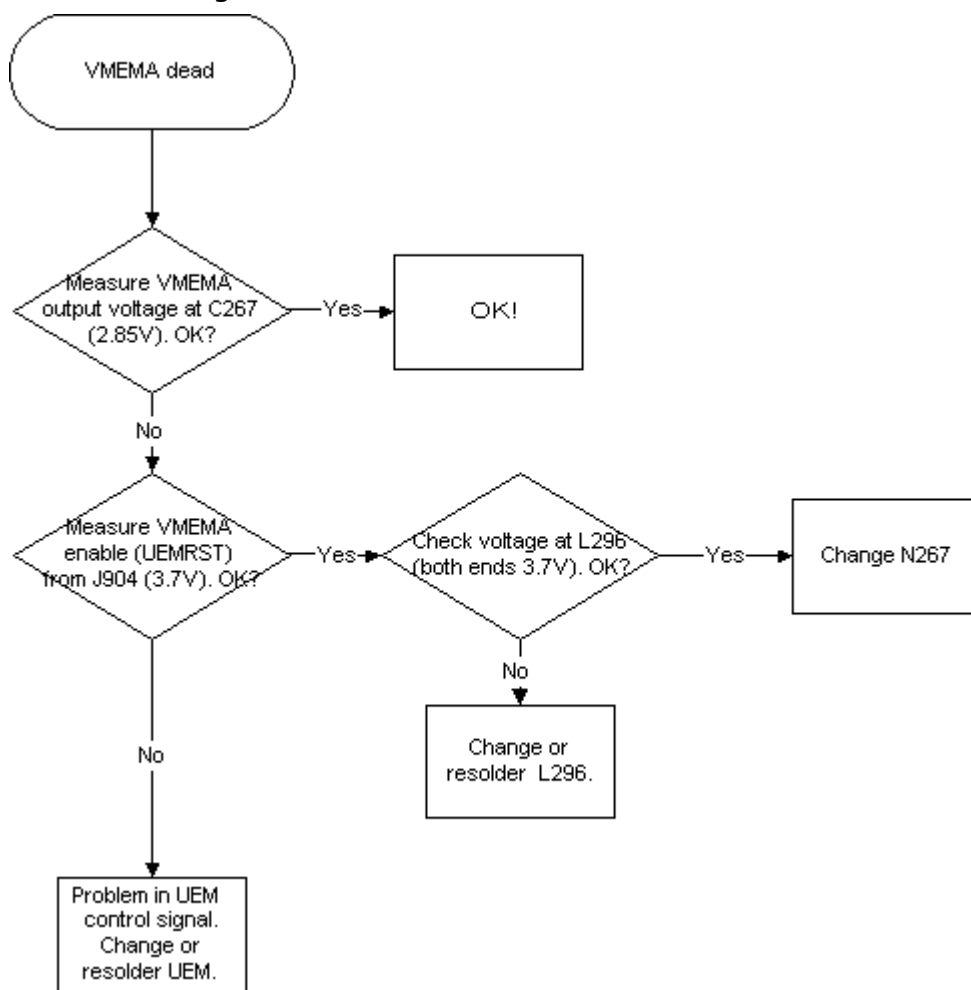 VMEMA dead
Measure VMEMA
output voltage at C267
(2.85V). OK?
Yes
OK!
No
Measure VMEMA
enable (UEMRST)
from J904 (3.7V). OK?
Yes
Check voltage at L296
(both ends 3.7V). OK?
Yes
Change N267
No
Change or
resolder L296.
No
Problem in UEM
control signal.
Change or
resolder UEM.